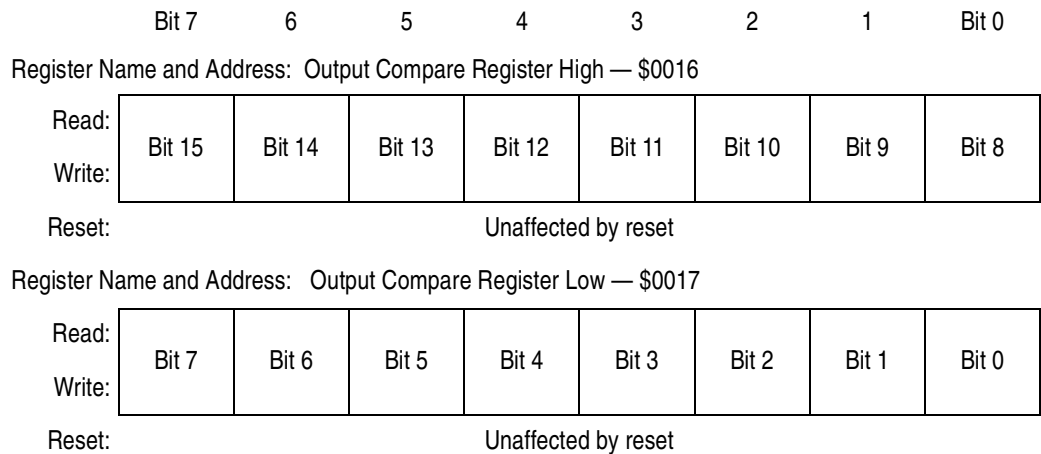 Bit 7 6 5 4 3 2 1 Bit 0
Register Name and Address: Output Compare Register High — $0016
Read:
Bit 15 Bit 14 Bit 13 Bit 12 Bit 11 Bit 10 Bit 9 Bit 8
Write:
Reset: Unaffected by reset
Register Name and Address: Output Compare Register Low — $0017
Read:
Bit 7 Bit 6 Bit 5 Bit 4 Bit 3 Bit 2 Bit 1 Bit 0
Write:
Reset: Unaffected by reset